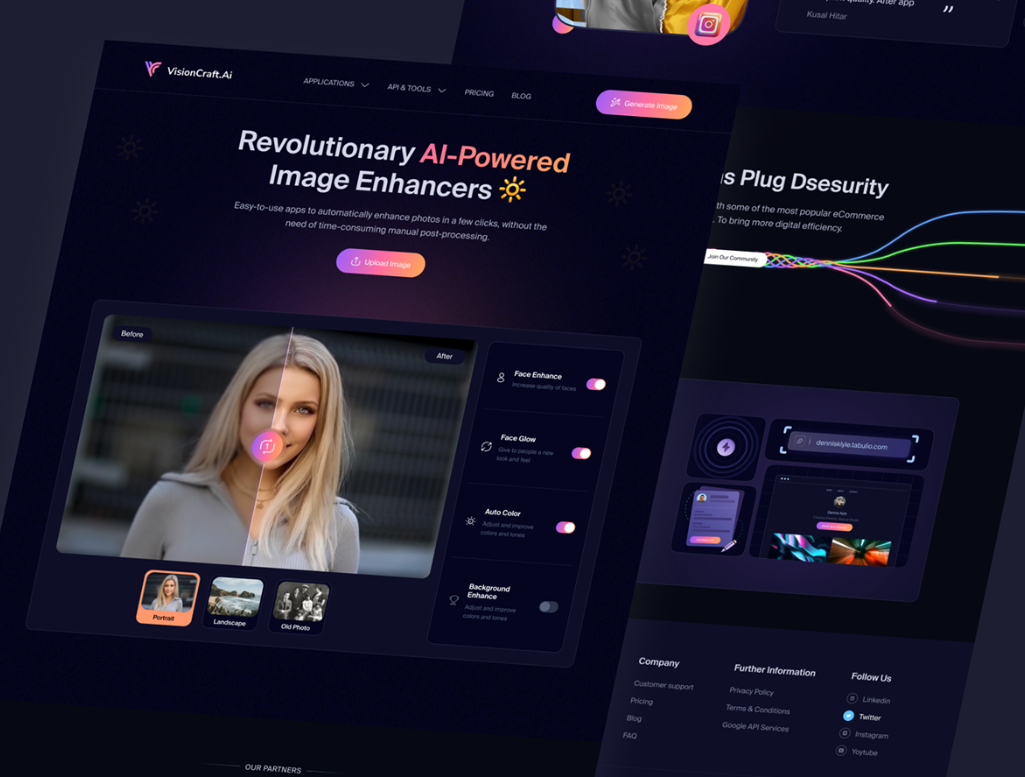 quality. After app
”
Kusal Hitar
VisionCraft.Ai
APPLICATIONS
API & TOOLS
PRICING
BLOG
Generate Image
Revolutionary AI-Powered
Image Enhancers
Easy-to-use apps to automatically enhance photos in a few clicks, without the
need of time-consuming manual post-processing.
Upload Image
Before
After
Face Enhance
Increase quality of faces
Face Glow
Give to people a new
look and feel
Auto Color
Adjust and improve
colors and tones
Background
Enhance
Adjust and improve
colors and tones
Portrait
Landscape
Old Photo
OUR PARTNERS
s Plug Dsesurity
th some of the most popular eCommerce
. To bring more digital efficiency.
Join Our Community
dennisklyle.tabulio.com
Company
Customer support
Pricing
Blog
FAQ
Further Information
Privacy Policy
Terms & Conditions
Google API Services
Follow Us
Linkedin
Twitter
Instagram
Yoytube